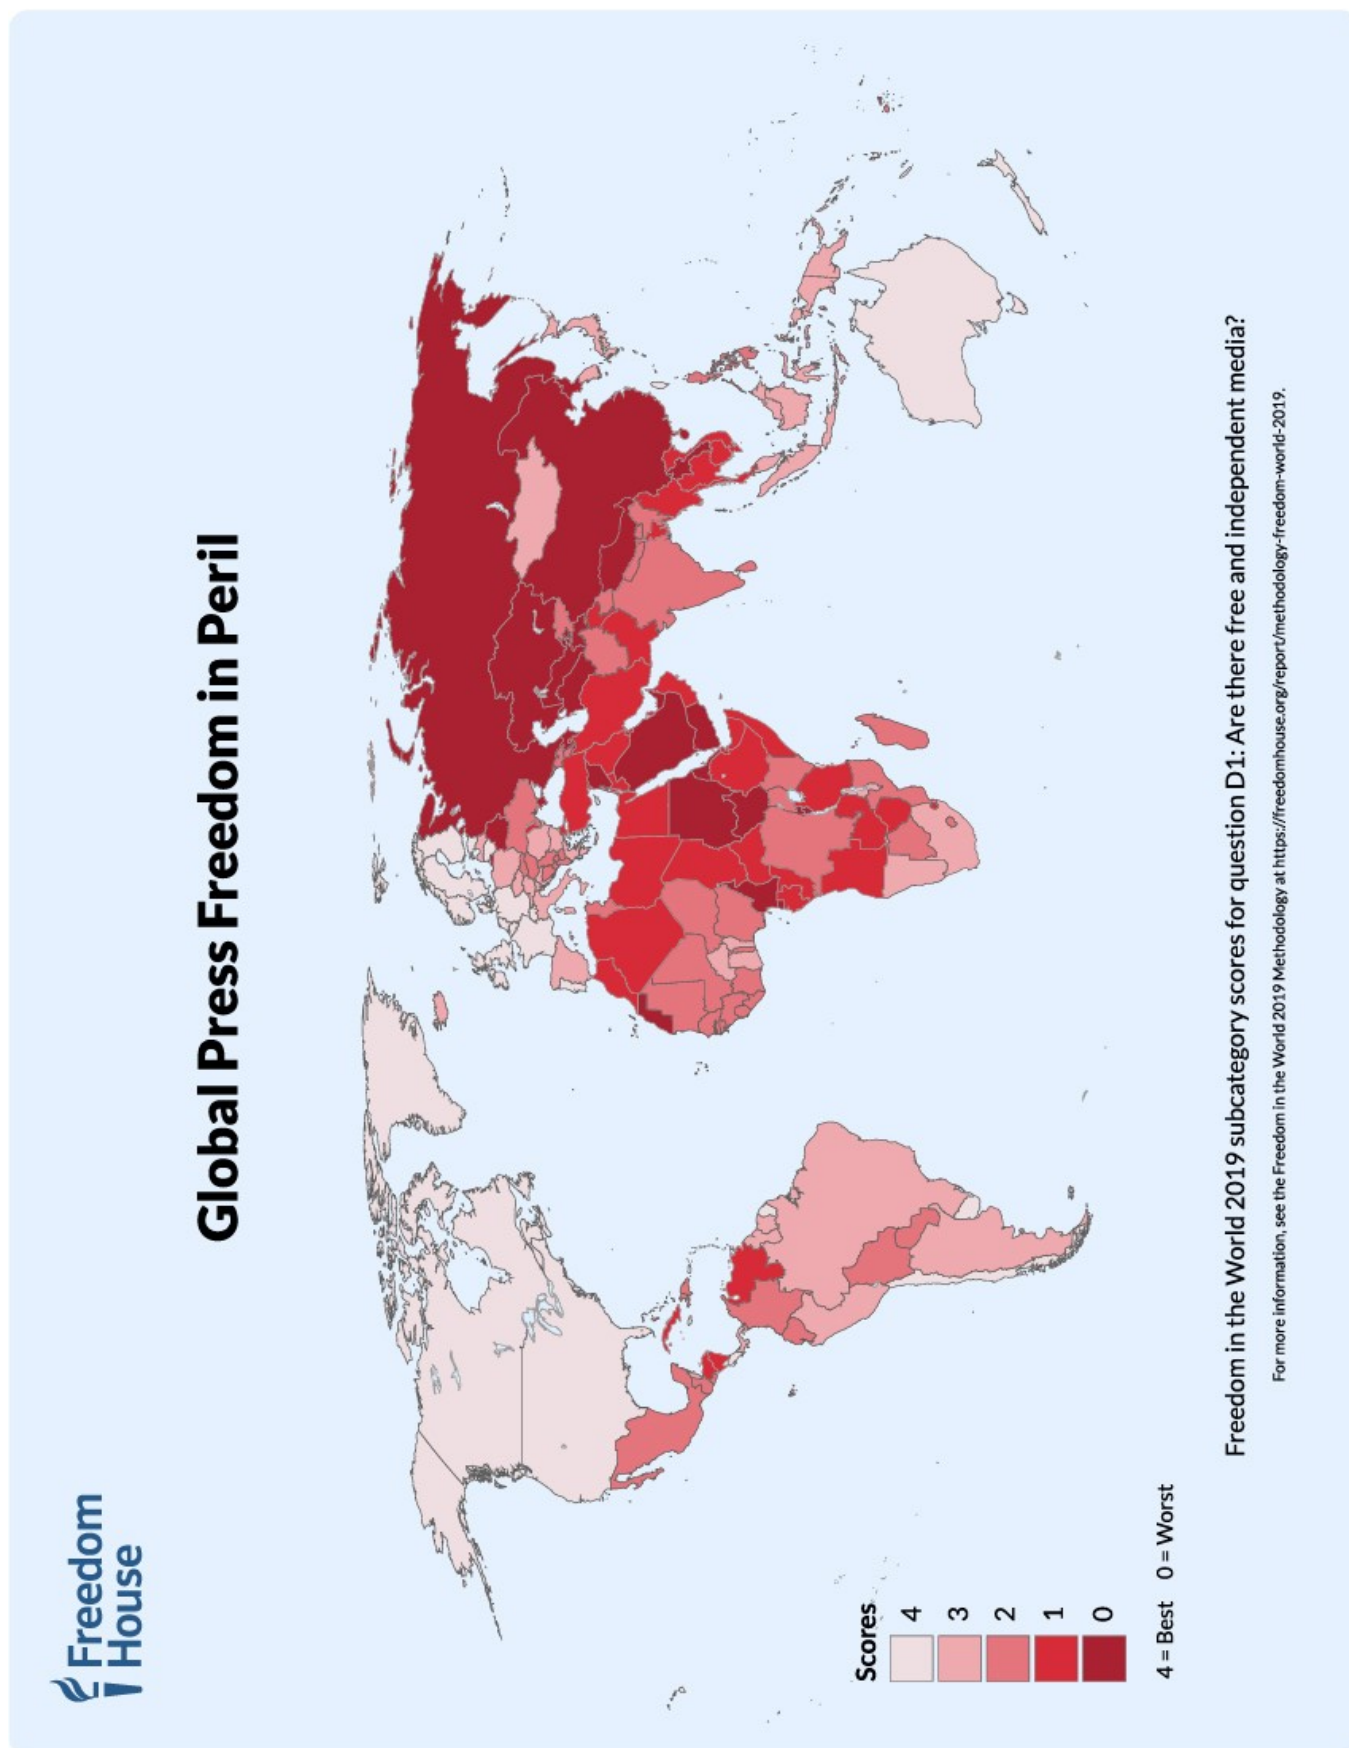 Freedom
House
Global Press Freedom in Peril
Scores
4
3
2
1
0
4 = Best 0 = Worst
Freedom in the World 2019 subcategory scores for question D1: Are there free and independent media?
For more information, see the Freedom in the World 2019 Methodology at https://freedomhouse.org/report/methodology-freedom-world-2019.